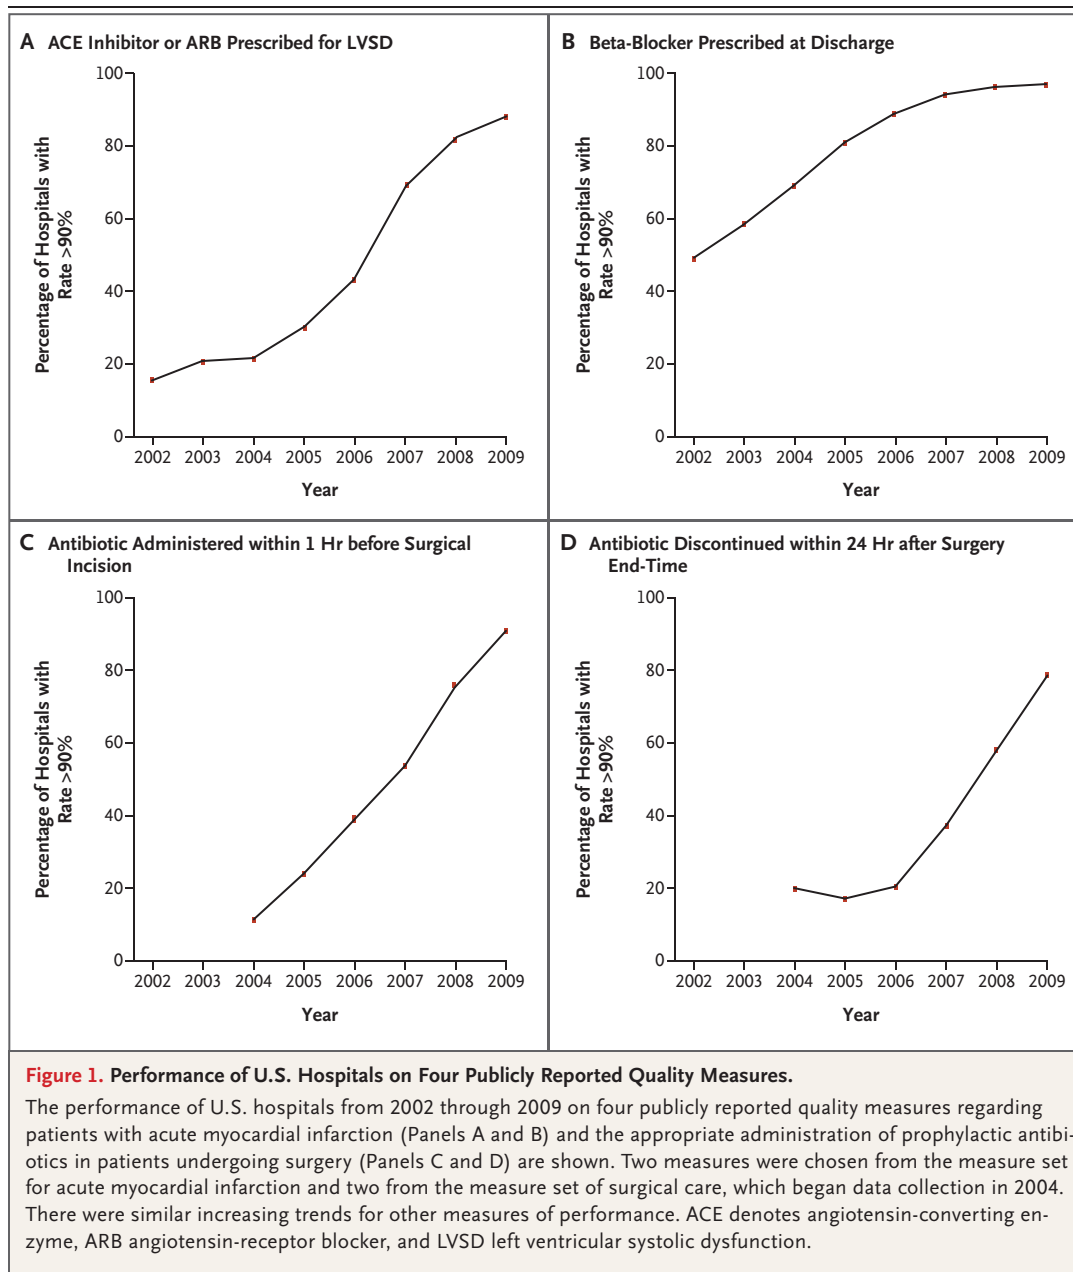 A ACE Inhibitor or ARB Prescribed for LVSD
Percentage of Hospitals with
Rate >90%
100
80
60
40
20
0
2002 2003 2004 2005 2006 2007 2008 2009
Year
B Beta-Blocker Prescribed at Discharge
Percentage of Hospitals with
Rate >90%
100
80
60
40
20
0
2002 2003 2004 2005 2006 2007 2008 2009
Year
C Antibiotic Administered within 1 Hr before Surgical
Incision
Percentage of Hospitals with
Rate >90%
100
80
60
40
20
0
2002 2003 2004 2005 2006 2007 2008 2009
Year
D Antibiotic Discontinued within 24 Hr after Surgery
End-Time
Percentage of Hospitals with
Rate >90%
100
80
60
40
20
0
2002 2003 2004 2005 2006 2007 2008 2009
Year
Figure 1. Performance of U.S. Hospitals on Four Publicly Reported Quality Measures.
The performance of U.S. hospitals from 2002 through 2009 on four publicly reported quality measures regarding
patients with acute myocardial infarction (Panels A and B) and the appropriate administration of prophylactic antibi-
otics in patients undergoing surgery (Panels C and D) are shown. Two measures were chosen from the measure set
for acute myocardial infarction and two from the measure set of surgical care, which began data collection in 2004.
There were similar increasing trends for other measures of performance. ACE denotes angiotensin-converting en-
zyme, ARB angiotensin-receptor blocker, and LVSD left ventricular systolic dysfunction.